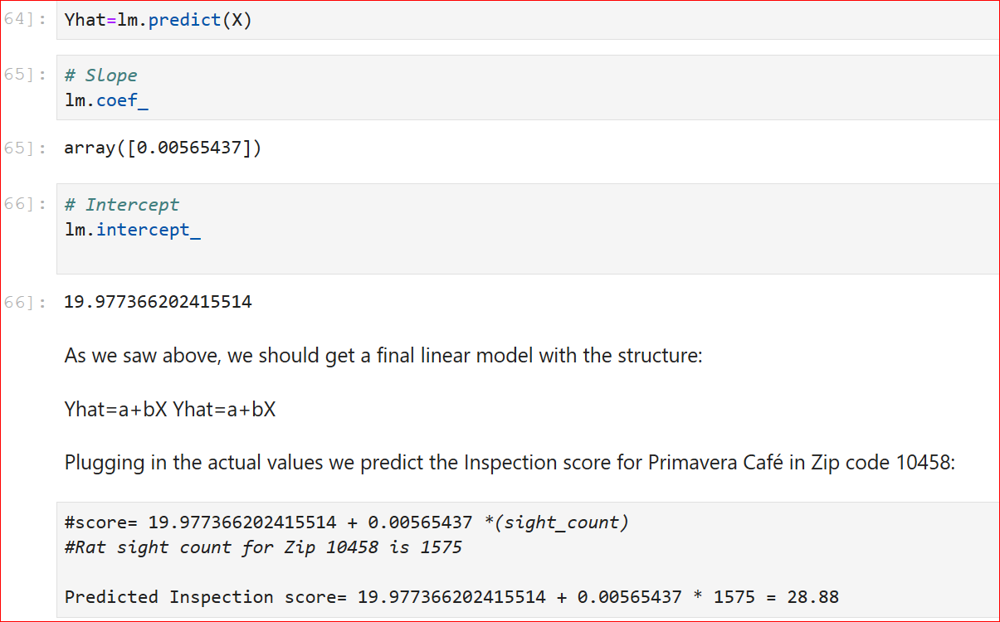 64]: Yhat=lm.predict(X)
65]: # Slope
lm.coef_
65]: array([0.00565437])
66]: # Intercept
lm.intercept_
66]: 19.977366202415514
As we saw above, we should get a final linear model with the structure:
Yhat=a+bX Yhat=a+bX
Plugging in the actual values we predict the Inspection score for Primavera Café in Zip code 10458:
#score= 19.977366202415514 + 0.00565437 *(sight_count)
#Rat sight count for Zip 10458 is 1575
Predicted Inspection score= 19.977366202415514 + 0.00565437 * 1575 = 28.88